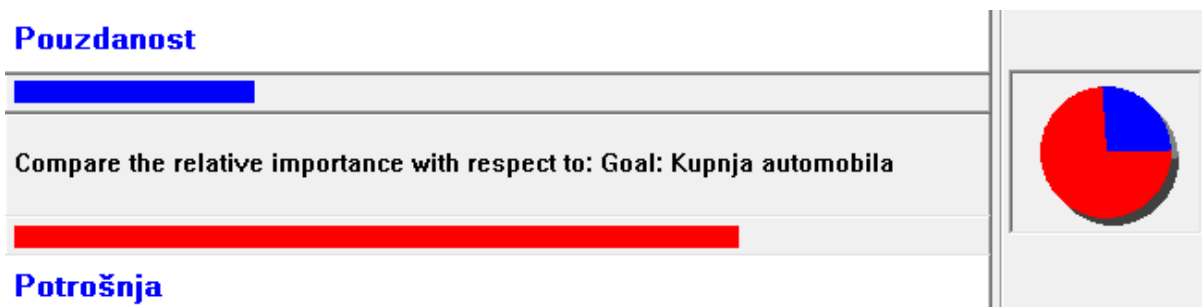 Pouzdanost
Compare the relative importance with respect to: Goal: Kupnja automobila
Potrošnja